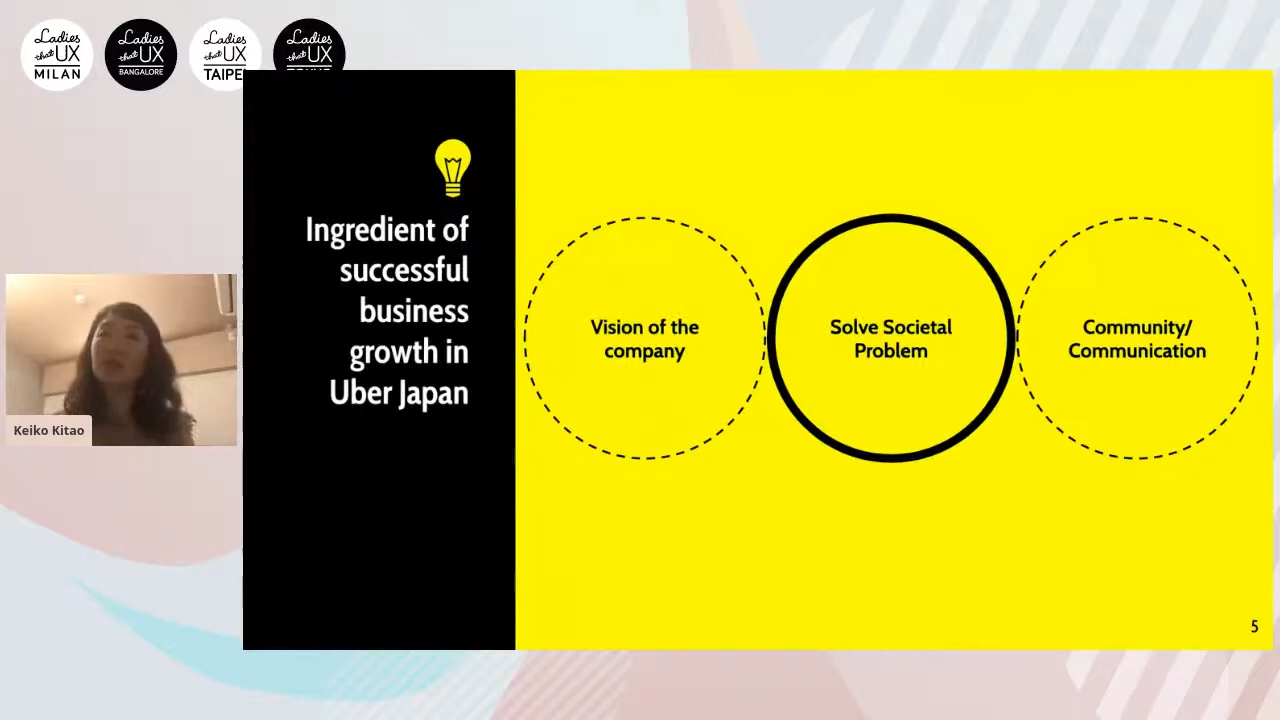 Ladies
that UX
MILAN
Ladies
that UX
BANGALORE
Ladies
that UX
TAIPE
Ladies
that UX
Ingredient of
successful
business
growth in
Uber Japan
Vision of the
company
Solve Societal
Problem
Community/
Communication
Keiko Kitao
5